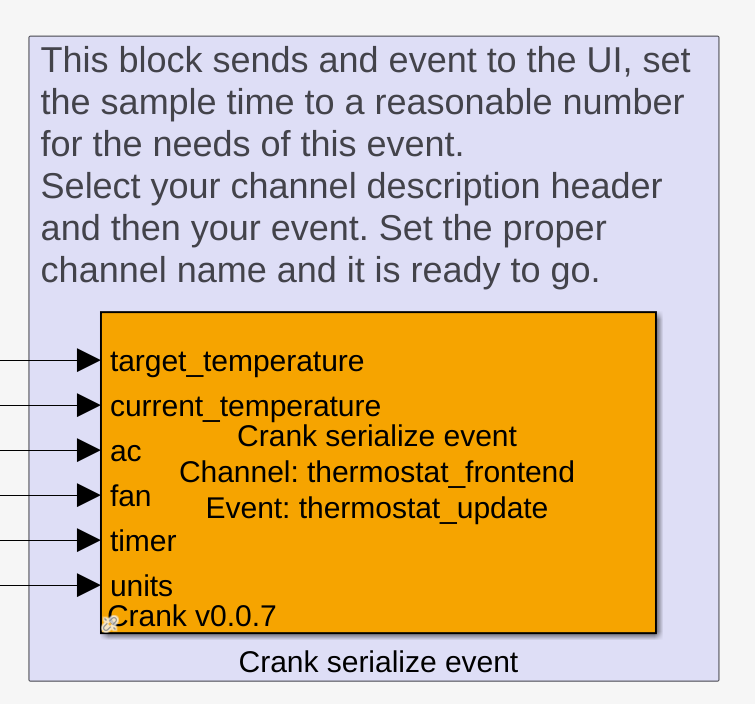 This block sends and event to the UI, set
the sample time to a reasonable number
for the needs of this event.
Select your channel description header
and then your event. Set the proper
channel name and it is ready to go.
target_temperature
current_temperature
Crank serialize event
ac
Channel: thermostat_frontend
fan
Event: thermostat_update
timer
units
Crank v0.0.7
Crank serialize event